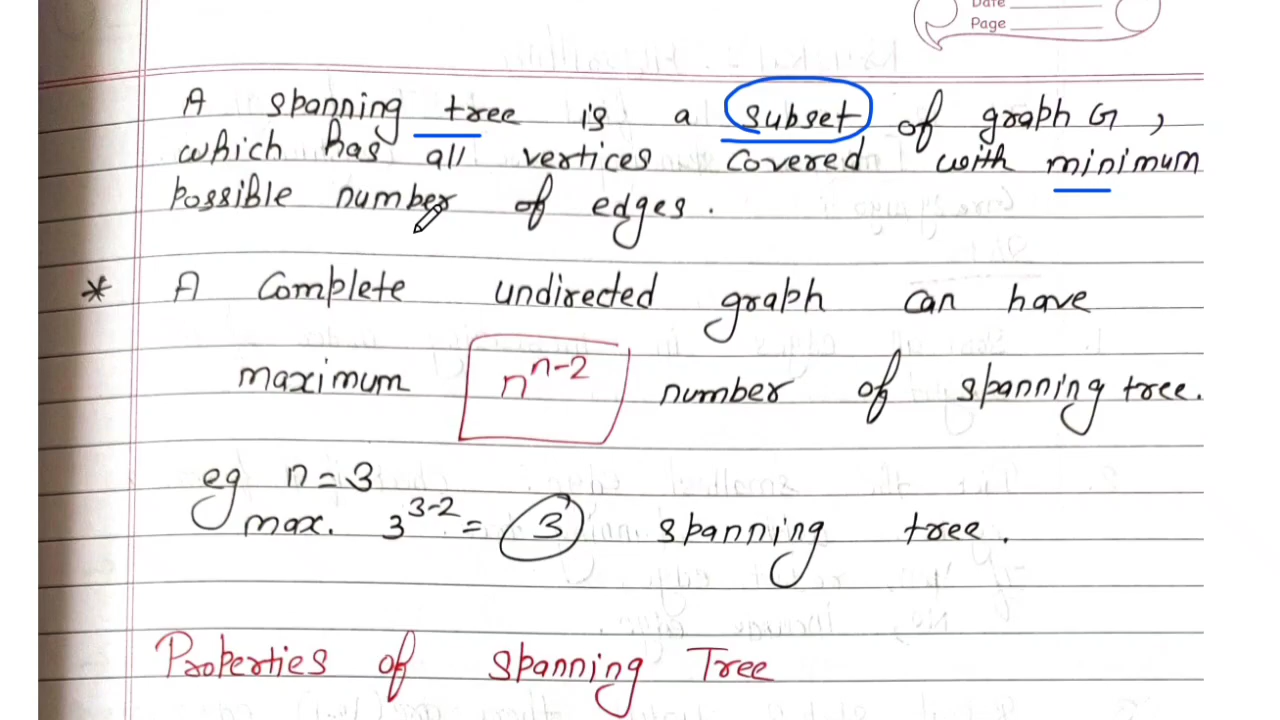 Date
Page
A spanning tree is a subset of graph G,
which has all vertices covered with minimum
possible number of edges.
* A Complete undirected graph can have
maximum n^{n-2} number of spanning tree.
eg n=3
max. 3^{3-2} = 3 spanning tree.
Properties of spanning Tree